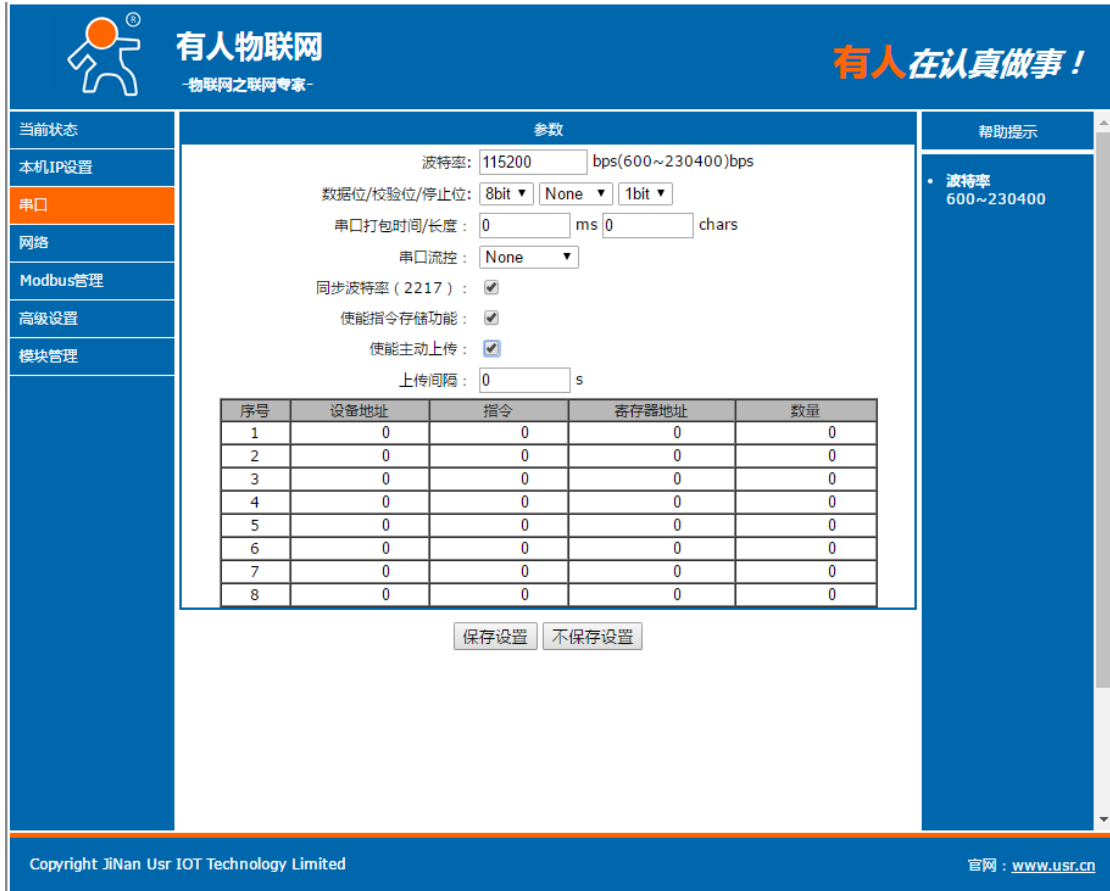 ®
有人物联网
-物联网之联网专家-
有人在认真做事！
当前状态
本机IP设置
串口
网络
Modbus管理
高级设置
模块管理
参数
波特率: 115200 bps(600~230400)bps
数据位/校验位/停止位: 8bit None 1bit
串口打包时间/长度： 0 ms 0 chars
串口流控： None
同步波特率（2217）：
使能指令存储功能：
使能主动上传：
上传间隔： 0 s
序号 设备地址 指令 寄存器地址 数量
1 0 0 0 0
2 0 0 0 0
3 0 0 0 0
4 0 0 0 0
5 0 0 0 0
6 0 0 0 0
7 0 0 0 0
8 0 0 0 0
保存设置 不保存设置
帮助提示
• 波特率
600~230400
Copyright JiNan Usr IOT Technology Limited
官网：www.usr.cn